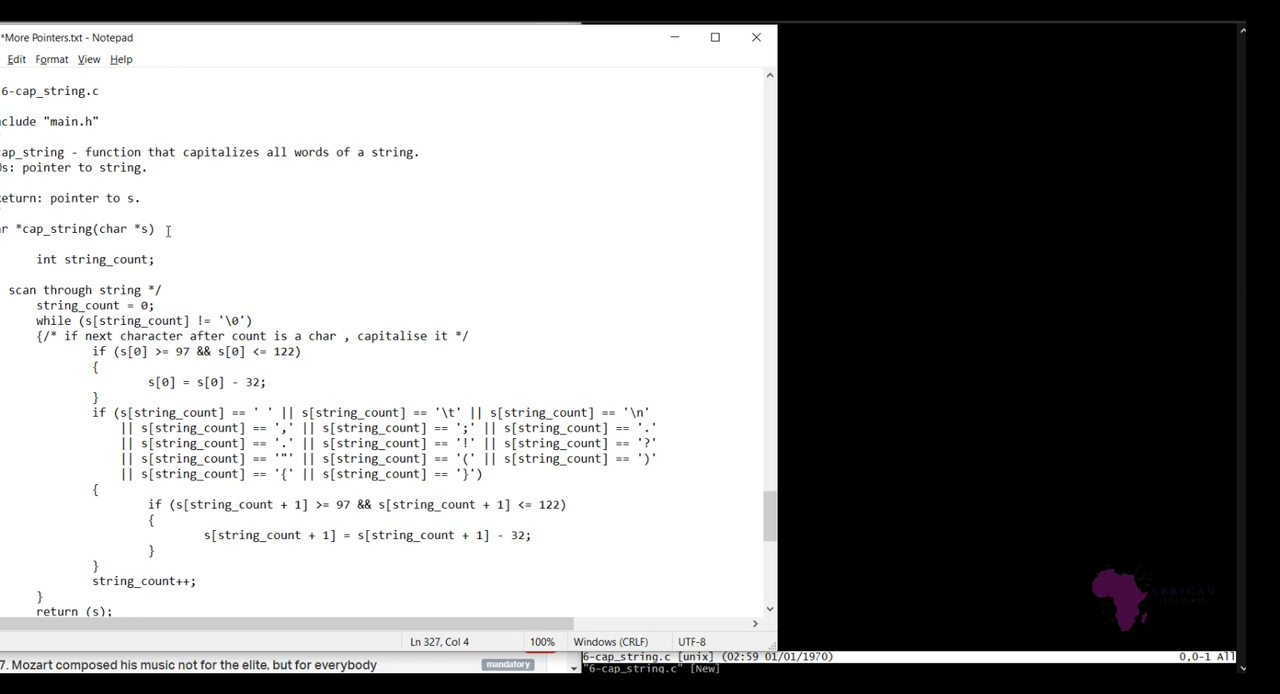 *More Pointers.txt - Notepad
Edit Format View Help
6-cap_string.c
nclude "main.h"
ap_string - function that capitalizes all words of a string.
s: pointer to string.
eturn: pointer to s.
r *cap_string(char *s)
int string_count;
scan through string */
string_count = 0;
while (s[string_count] != '\0')
{/* if next character after count is a char , capitalise it */
if (s[0] >= 97 && s[0] <= 122)
{
s[0] = s[0] - 32;
}
if (s[string_count] == ' ' || s[string_count] == '\t' || s[string_count] == '\n'
|| s[string_count] == ',' || s[string_count] == ';' || s[string_count] == '.'
|| s[string_count] == '.' || s[string_count] == '!' || s[string_count] == '?'
|| s[string_count] == '"' || s[string_count] == '(' || s[string_count] == ')'
|| s[string_count] == '{' || s[string_count] == '}')
{
if (s[string_count + 1] >= 97 && s[string_count + 1] <= 122)
{
s[string_count + 1] = s[string_count + 1] - 32;
}
}
string_count++;
}
return (s);
Ln 327, Col 4 100% Windows (CRLF) UTF-8
7. Mozart composed his music not for the elite, but for everybody mandatory
6-cap_string.c [unix] (02:59 01/01/1970) 0,0-1 All
"6-cap_string.c" [New]
AFRICAN